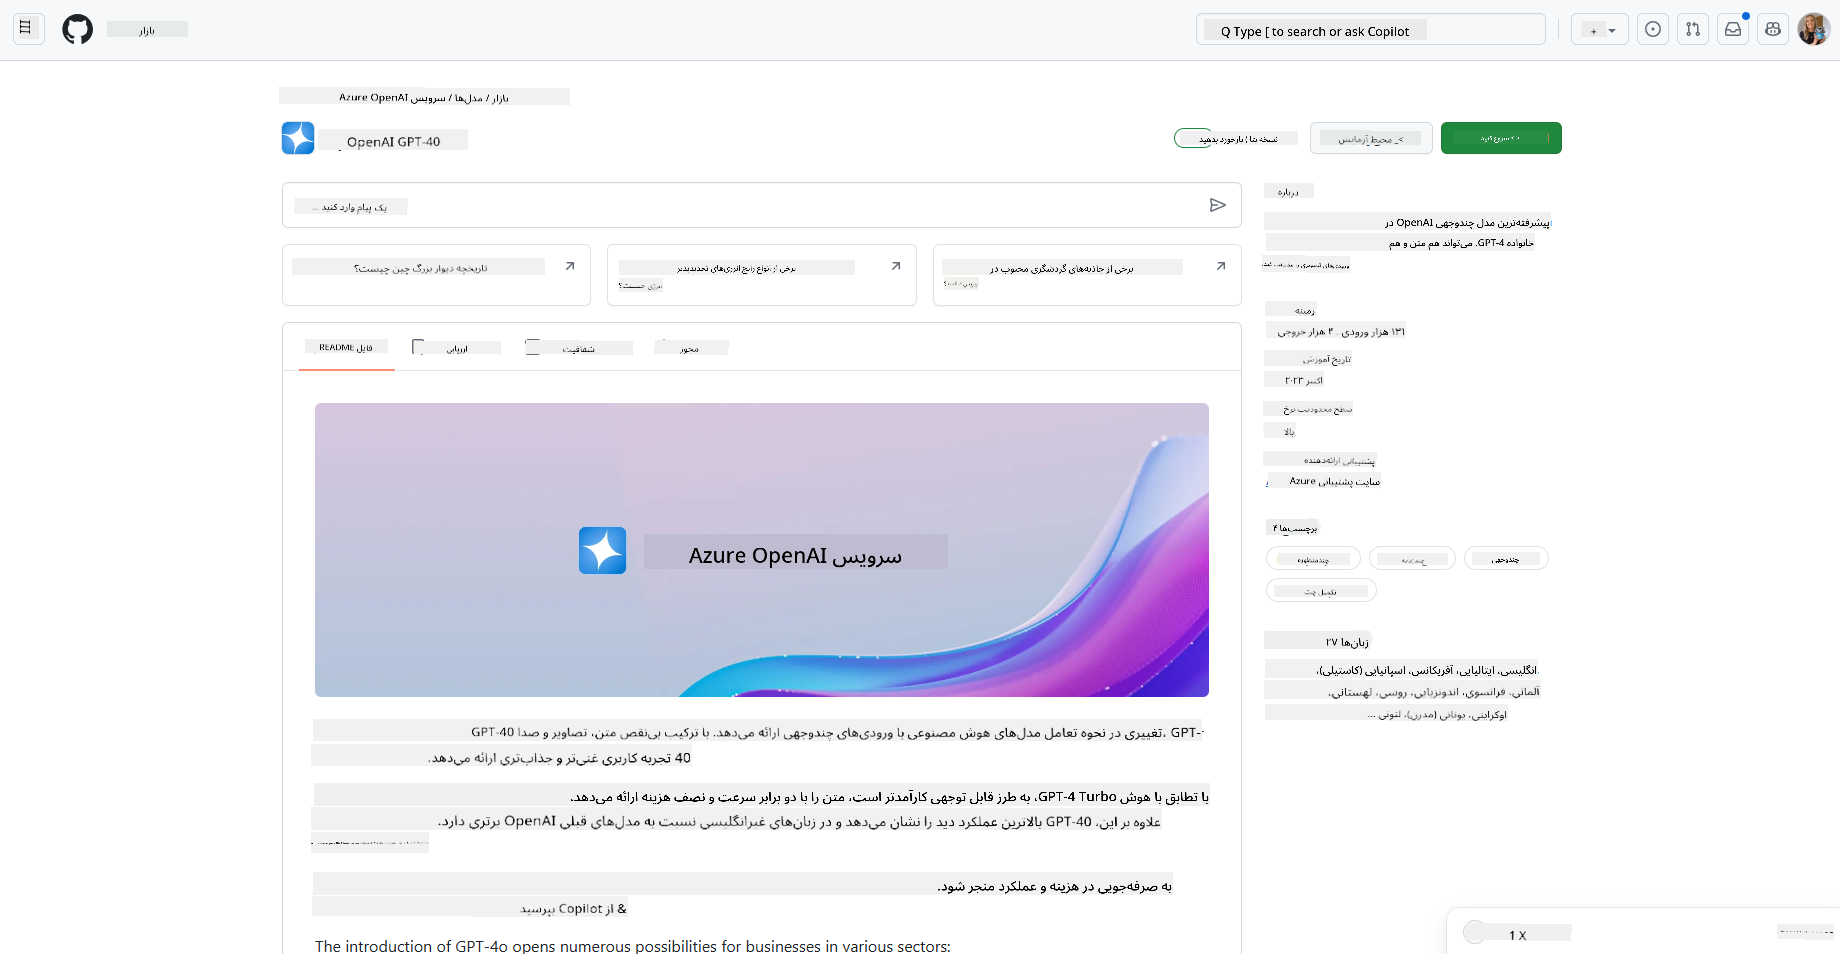 بازار
Q Type [ to search or ask Copilot
+
بازار / مدل‌ها / سرویس Azure OpenAI
OpenAI GPT-40
نسخه بتا | بازخورد بدهید
>_ محیط آزمایش
یک پیام وارد کنید ...
تاریخچه دیوار بزرگ چین چیست؟
برخی از انواع رایج انرژی‌های تجدیدپذیر
انرژی چیست؟
برخی از جاذبه‌های گردشگری محبوب در
فایل README
ارزیابی
شفافیت
مجوز
سرویس Azure OpenAI
GPT-40 تغییری در نحوه تعامل مدل‌های هوش مصنوعی با ورودی‌های چندوجهی ارائه می‌دهد. با ترکیب بی‌نقص متن، تصاویر و صدا، GPT-
40 تجربه کاربری غنی‌تر و جذاب‌تری ارائه می‌دهد.
با تطابق با هوش GPT-4 Turbo، به طرز قابل توجهی کارآمدتر است، متن را با دو برابر سرعت و نصف هزینه ارائه می‌دهد.
علاوه بر این، GPT-40 بالاترین عملکرد دید را نشان می‌دهد و در زبان‌های غیرانگلیسی نسبت به مدل‌های قبلی OpenAI برتری دارد.
به صرفه‌جویی در هزینه و عملکرد منجر شود.
& از Copilot بپرسید
The introduction of GPT-4o opens numerous possibilities for businesses in various sectors:
درباره
پیشرفته‌ترین مدل چندوجهی OpenAI در
خانواده GPT-4. می‌تواند هم متن و هم
زمینه
۱۳۱ هزار ورودی . ۴ هزار خروجی
تاریخ آموزش
اکتبر ۲۰۲۳
سطح محدودیت نرخ
بالا
پشتیبانی ارائه‌دهنده
سایت پشتیبانی Azure
برچسب‌ها ۴
چندمنظوره
چندزبانه
چندوجهی
تکمیل چت
زبان‌ها ۲۷
انگلیسی، ایتالیایی، آفریکانس، اسپانیایی (کاستیلی)،
آلمانی، فرانسوی، اندونزیایی، روسی، لهستانی،
اوکراینی، یونانی (مدرن)، لتونی ...
1 X